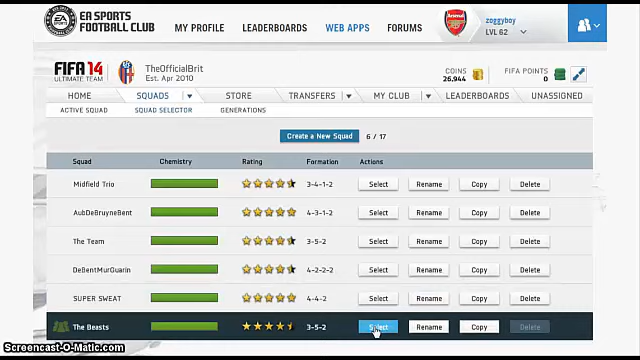 EA SPORTS
FOOTBALL CLUB
MY PROFILE LEADERBOARDS WEB APPS FORUMS
Arsenal
zoggyboy
LVL 62
FIFA 14
ULTIMATE TEAM
TheOfficialBrit
Est. Apr 2010
COINS
26,944
FIFA POINTS
0
HOME SQUADS STORE TRANSFERS MY CLUB LEADERBOARDS UNASSIGNED
ACTIVE SQUAD SQUAD SELECTOR GENERATIONS
Create a New Squad 6 / 17
Squad Chemistry Rating Formation Actions
Midfield Trio 3-4-1-2 Select Rename Copy Delete
AubDeBruyneBent 4-3-1-2 Select Rename Copy Delete
The Team 3-5-2 Select Rename Copy Delete
DeBentMurGuarin 4-2-2-2 Select Rename Copy Delete
SUPER SWEAT 4-4-2 Select Rename Copy Delete
The Beasts 3-5-2 Select Rename Copy Delete
Screencast-O-Matic.com